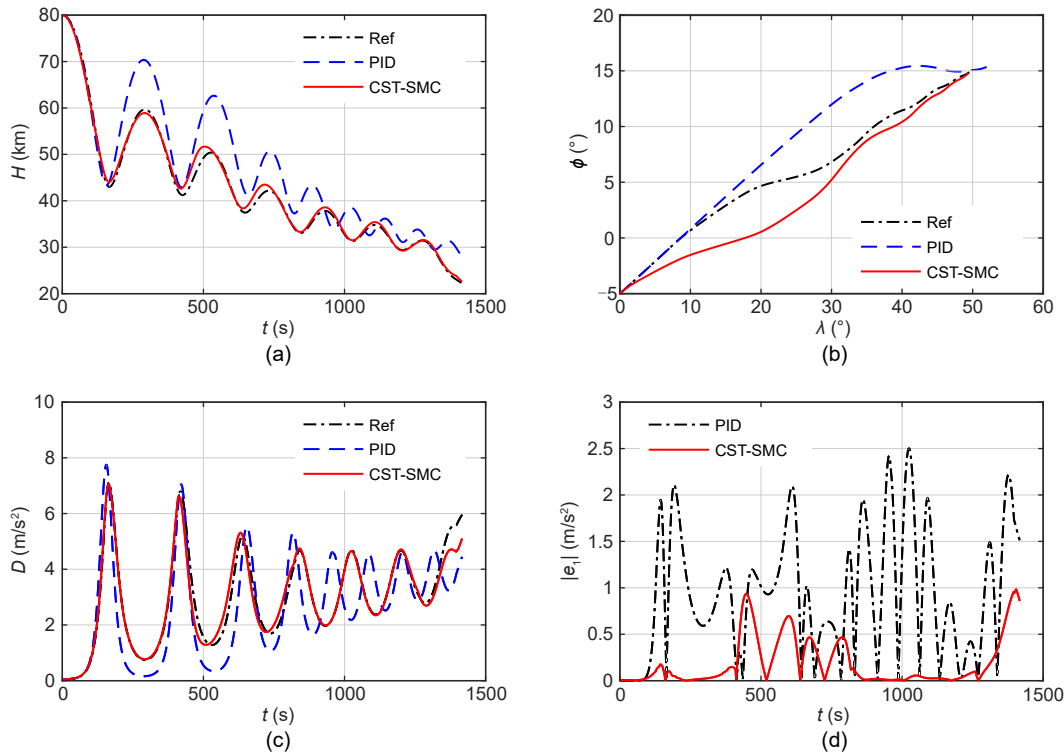 80
70
60
50
40
30
20
H (km)
Ref
PID
CST-SMC
0
500
1000
1500
t (s)
(a)
20
15
10
5
0
−5
ϕ (°)
Ref
PID
CST-SMC
0
10
20
30
40
50
60
λ (°)
(b)
10
8
6
4
2
0
D (m/s²)
Ref
PID
CST-SMC
0
500
1000
1500
t (s)
(c)
3
2.5
2
1.5
1
0.5
0
|e₁| (m/s²)
PID
CST-SMC
0
500
1000
1500
t (s)
(d)